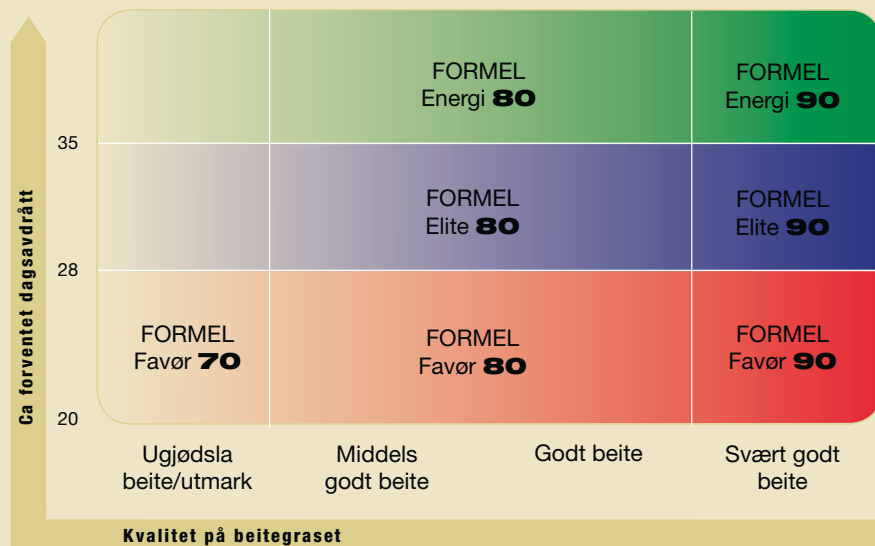 Ca forventet dagsavdrått
FORMEL
Energi 80
FORMEL
Energi 90
35
FORMEL
Elite 80
FORMEL
Elite 90
28
FORMEL
Favør 70
FORMEL
Favør 80
FORMEL
Favør 90
20
Ugjødsla
beite/utmark
Middels
godt beite
Godt beite
Svært godt
beite
Kvalitet på beitegraset